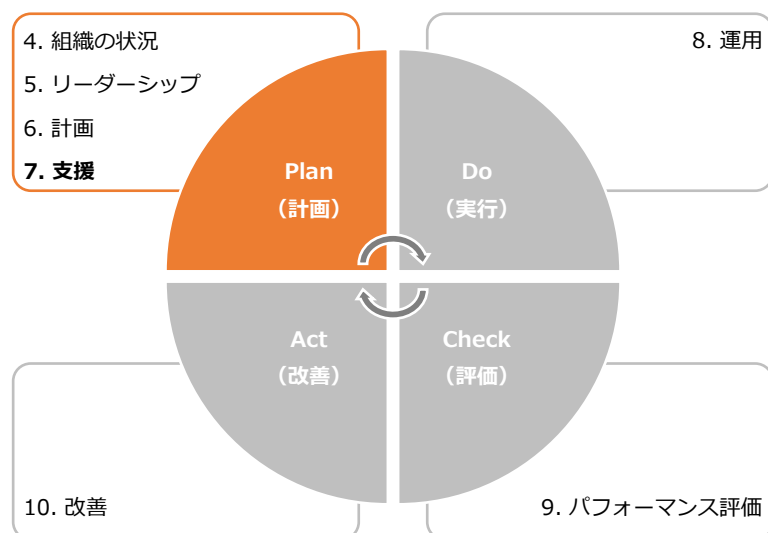 4. 組織の状況
5. リーダーシップ
6. 計画
7. 支援
8. 運用
Plan
（計画）
Do
（実行）
Act
（改善）
Check
（評価）
10. 改善
9. パフォーマンス評価